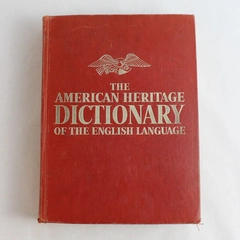 THE
AMERICAN HERITAGE
DICTIONARY
OF THE ENGLISH LANGUAGE